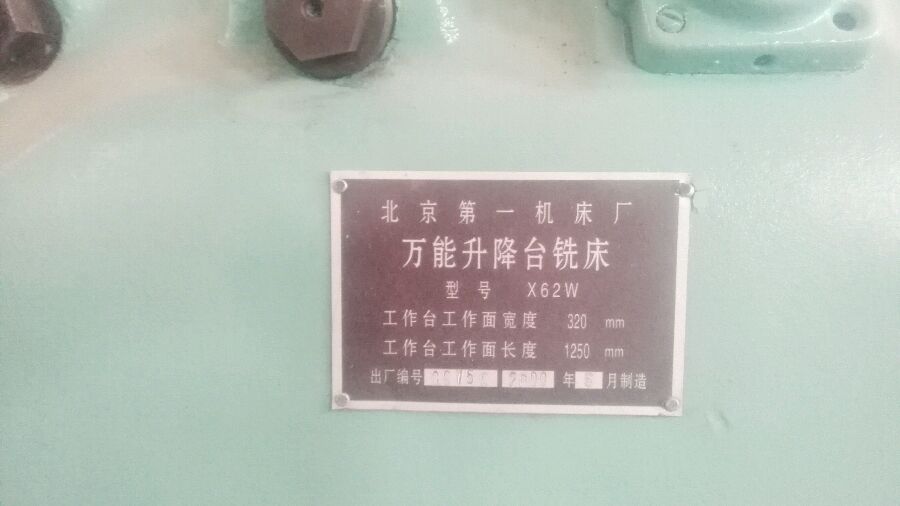 北京第一机床厂
万能升降台铣床
型号 X62W
工作台工作面宽度 320 mm
工作台工作面长度 1250 mm
出厂编号 年 月制造